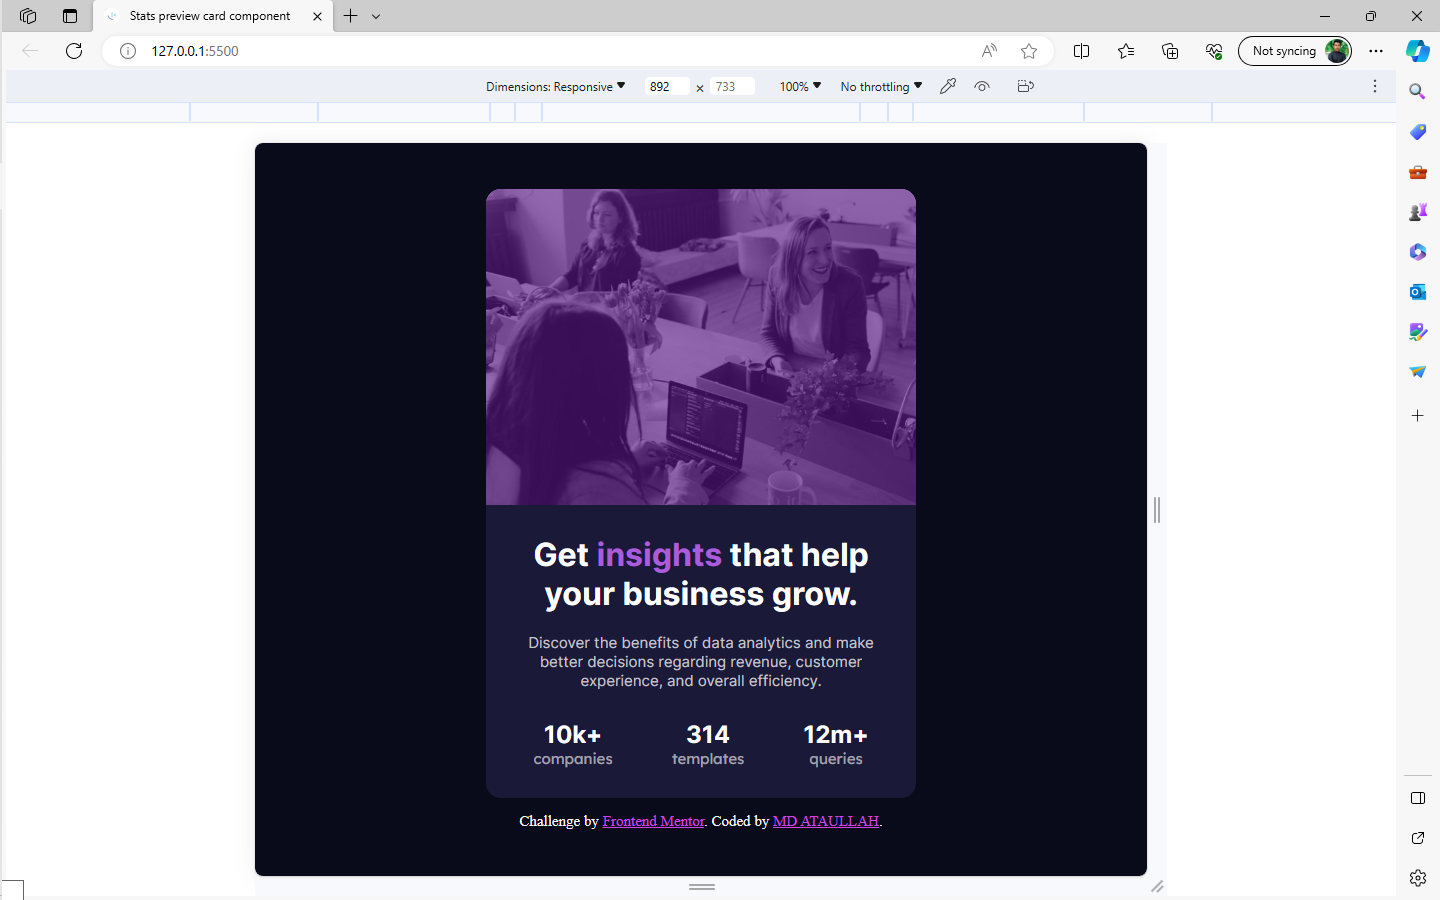 Stats preview card component
127.0.0.1:5500
Not syncing
Dimensions: Responsive 892 × 733 100% No throttling
Get insights that help
your business grow.
Discover the benefits of data analytics and make
better decisions regarding revenue, customer
experience, and overall efficiency.
10k+ 314 12m+
companies templates queries
Challenge by Frontend Mentor. Coded by MD ATAULLAH.